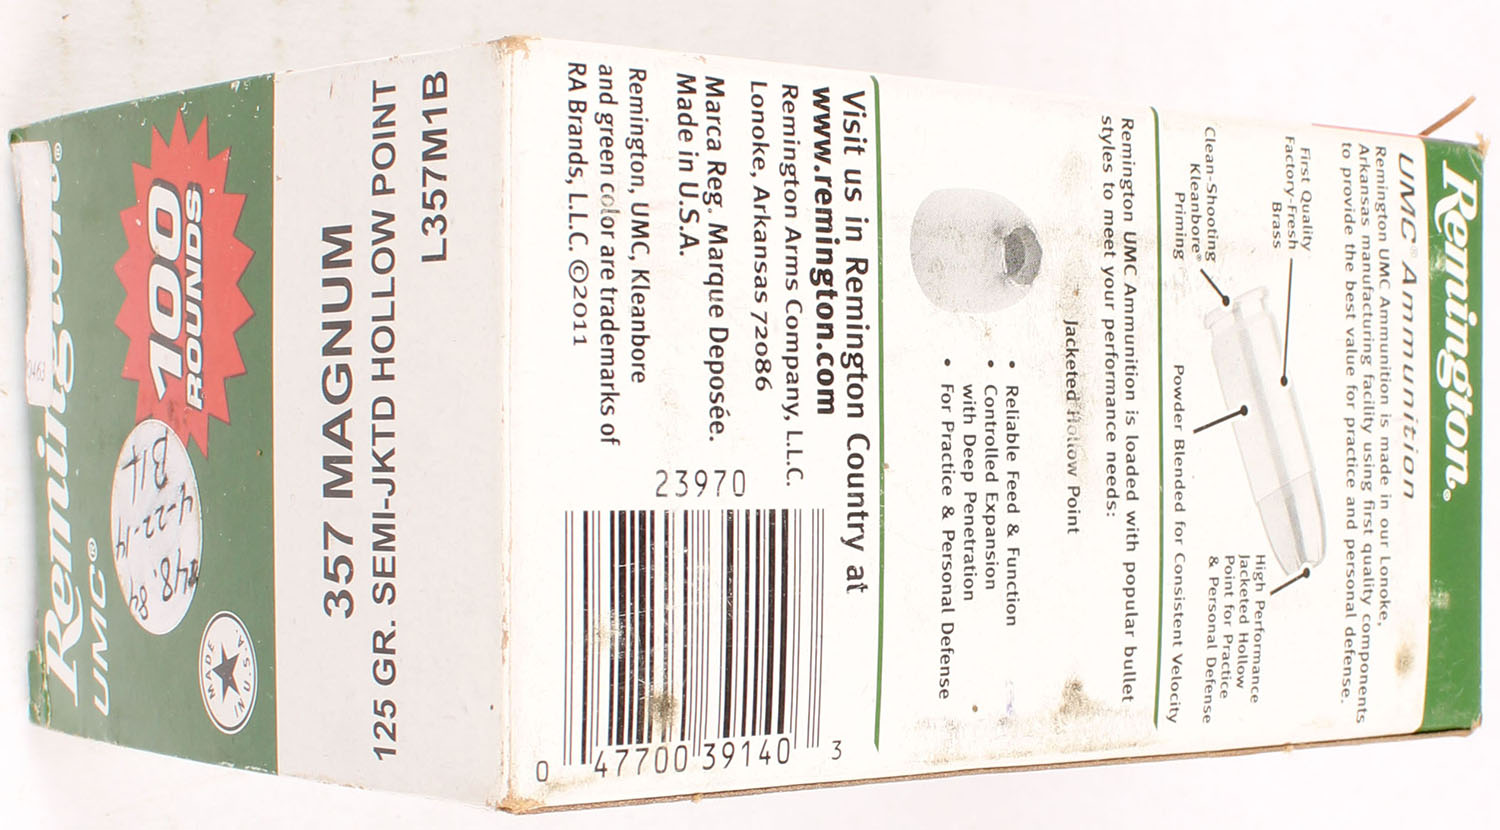 Remington®
UMC®
100
ROUNDS
B14
4-22-14
48.84
MADE
IN U.S.A.
0463
357 MAGNUM
125 GR. SEMI-JKTD HOLLOW POINT
L357M1B
Remington®
UMC® Ammunition
Remington UMC Ammunition is made in our Lonoke,
Arkansas manufacturing facility using first quality components
to provide the best value for practice and personal defense.
First Quality
Factory-Fresh
Brass
Clean-Shooting
Kleanbore®
Priming
Powder Blended for Consistent Velocity
High Performance
Jacketed Hollow
Point for Practice
& Personal Defense
Remington UMC Ammunition is loaded with popular bullet
styles to meet your performance needs:
Jacketed Hollow Point
• Reliable Feed & Function
• Controlled Expansion
with Deep Penetration
• For Practice & Personal Defense
Visit us in Remington Country at
www.remington.com
Remington Arms Company, L.L.C.
Lonoke, Arkansas 72086
Marca Reg. Marque Deposée.
Made in U.S.A.
Remington, UMC, Kleanbore
and green color are trademarks of
RA Brands, L.L.C. ©2011
23970
0 47700 39140 3